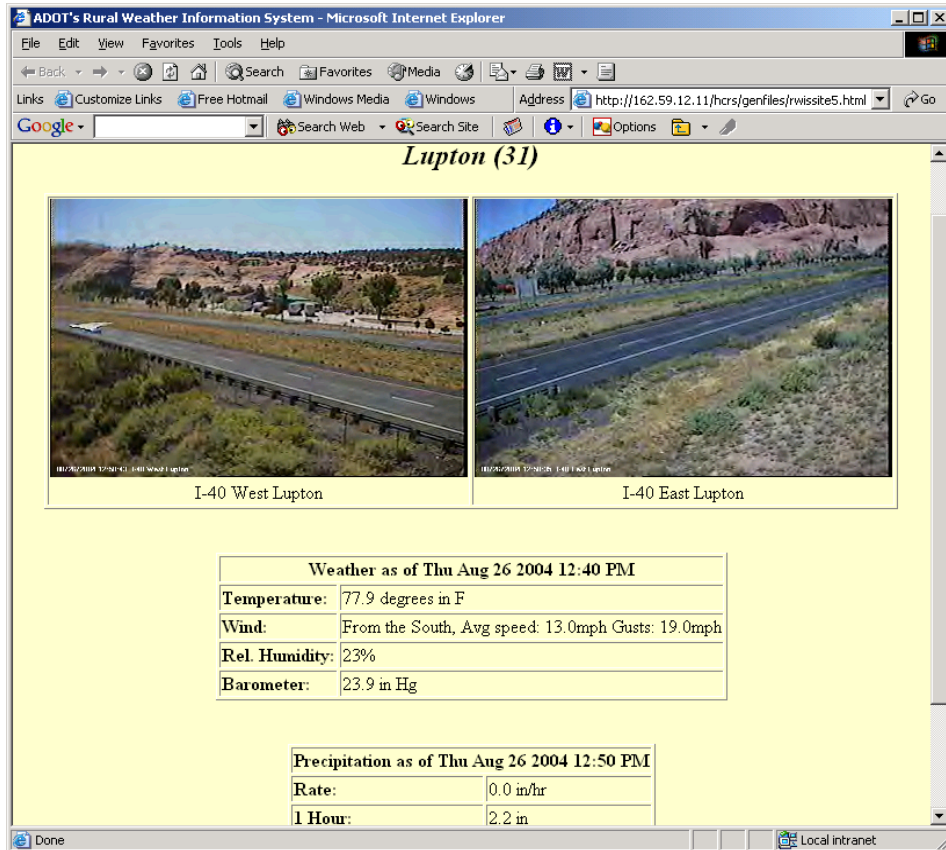 ADOT's Rural Weather Information System - Microsoft Internet Explorer
File Edit View Favorites Tools Help
Back Search Favorites Media
Links Customize Links Free Hotmail Windows Media Windows Address http://162.59.12.11/hcrs/genfiles/rwissite5.html Go
Google Search Web Search Site Options
Lupton (31)
I-40 West Lupton I-40 East Lupton
Weather as of Thu Aug 26 2004 12:40 PM
Temperature: 77.9 degrees in F
Wind: From the South, Avg speed: 13.0mph Gusts: 19.0mph
Rel. Humidity: 23%
Barometer: 23.9 in Hg
Precipitation as of Thu Aug 26 2004 12:50 PM
Rate: 0.0 in/hr
1 Hour: 2.2 in
Done Local intranet